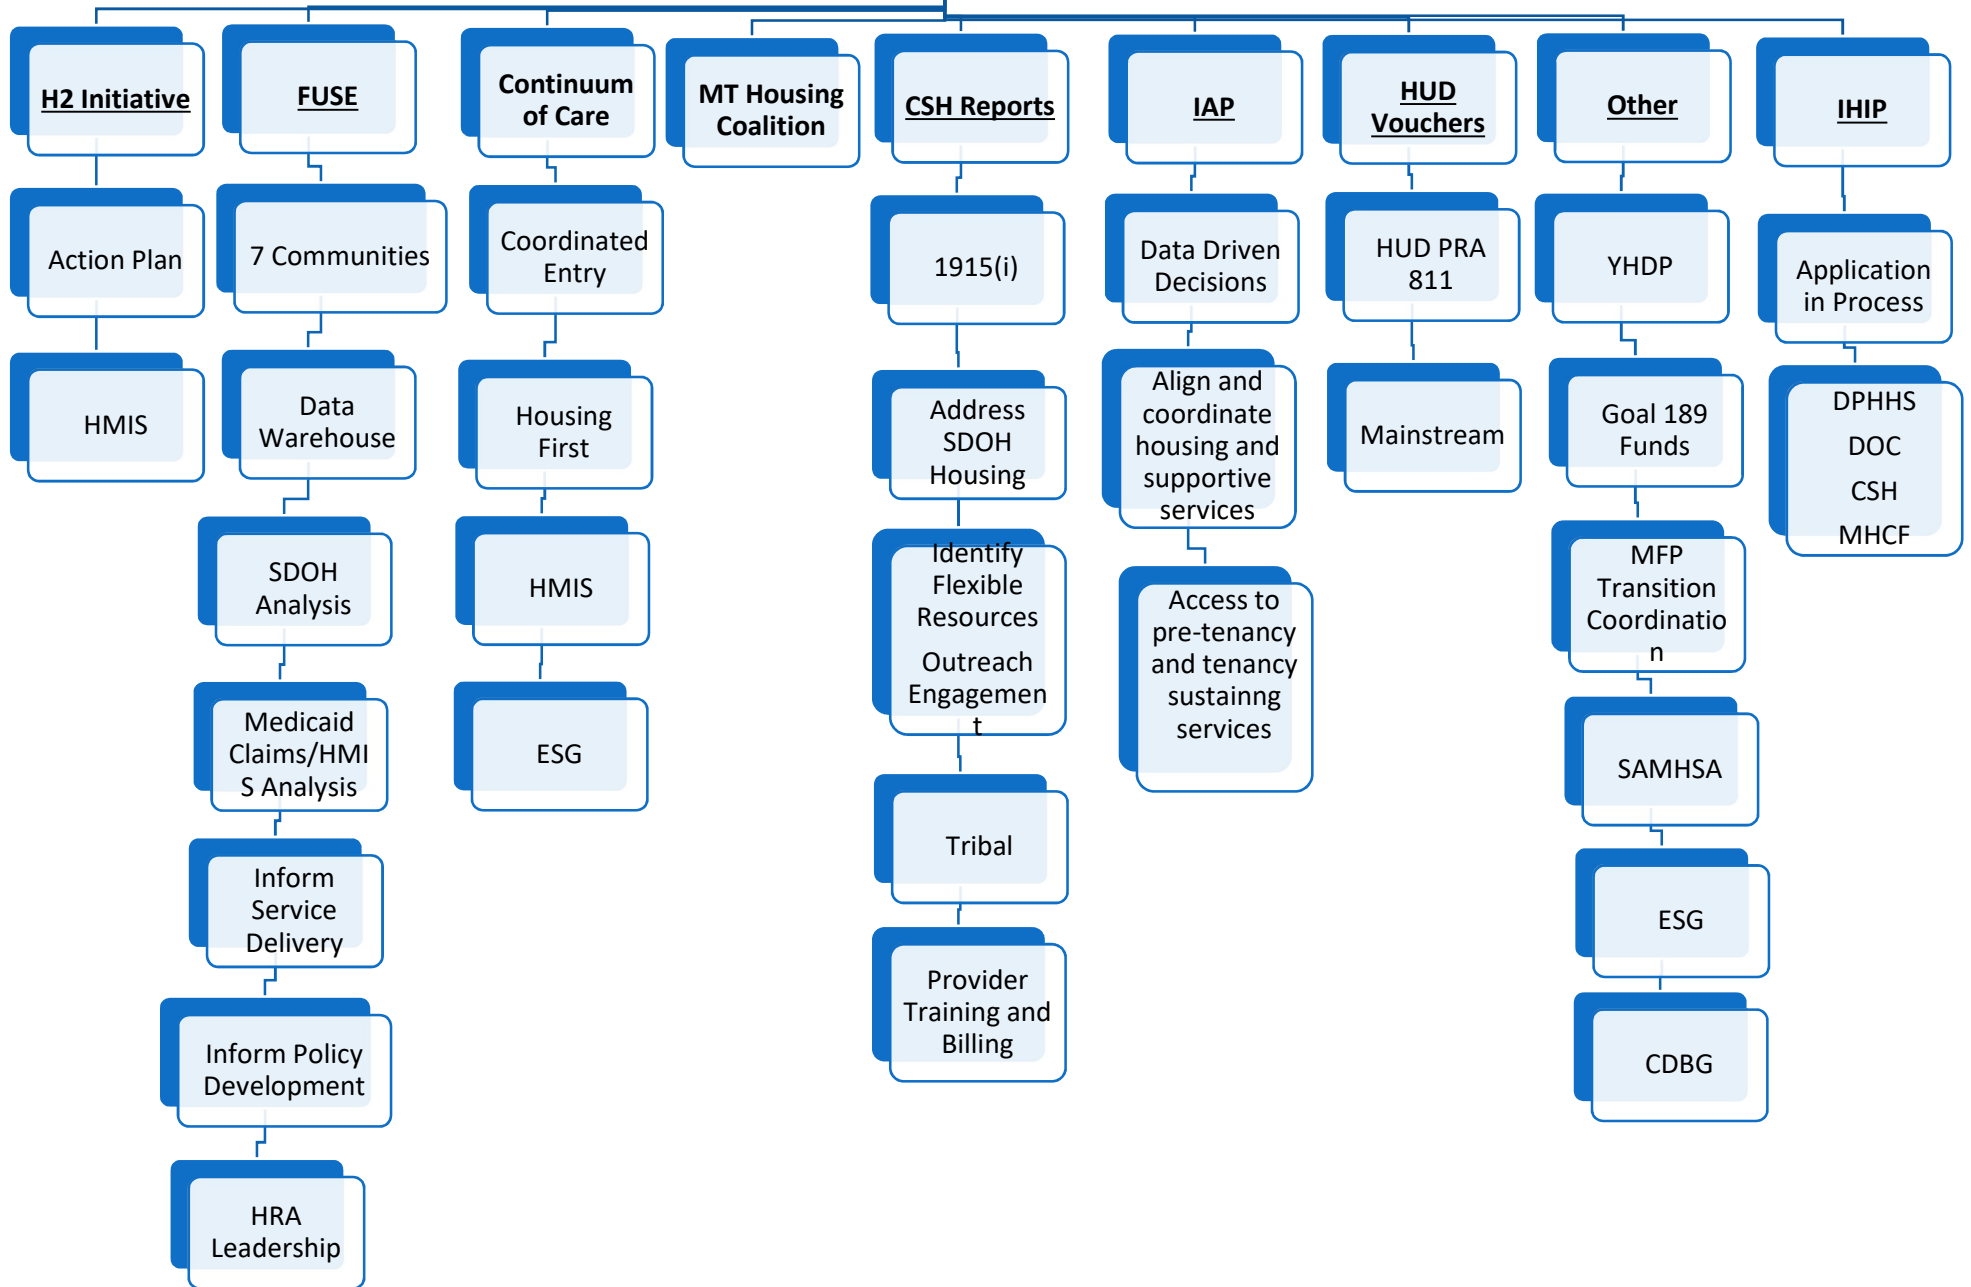 H2 Initiative
FUSE
Continuum
of Care
MT Housing
Coalition
CSH Reports
IAP
HUD
Vouchers
Other
IHIP
Action Plan
HMIS
7 Communities
Data
Warehouse
SDOH
Analysis
Medicaid
Claims/HMI
S Analysis
Inform
Service
Delivery
Inform Policy
Development
HRA
Leadership
Coordinated
Entry
Housing
First
HMIS
ESG
1915(i)
Address
SDOH
Housing
Identify
Flexible
Resources
Outreach
Engagemen
t
Tribal
Provider
Training and
Billing
Data Driven
Decisions
Align and
coordinate
housing and
supportive
services
Access to
pre-tenancy
and tenancy
sustainng
services
HUD PRA
811
Mainstream
YHDP
Goal 189
Funds
MFP
Transition
Coordinatio
n
SAMHSA
ESG
CDBG
Application
in Process
DPHHS
DOC
CSH
MHCF